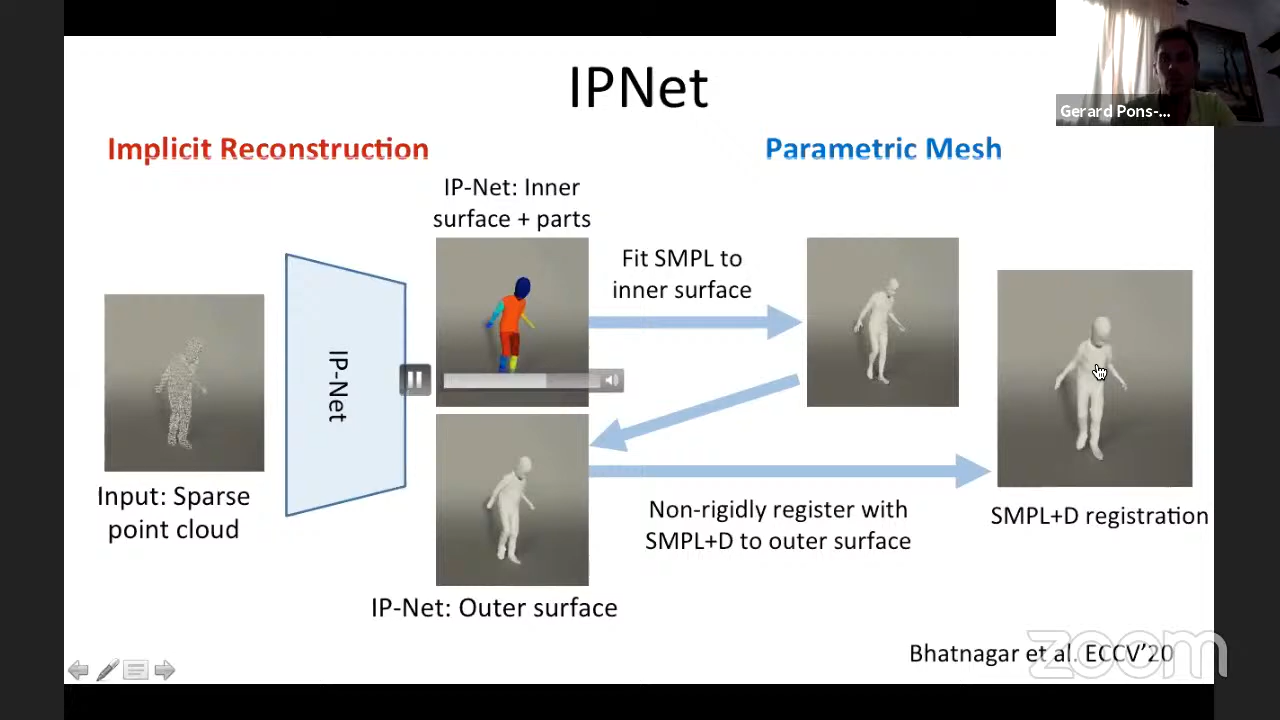 IPNet
Gerard Pons-...
Implicit Reconstruction
Parametric Mesh
IP-Net: Inner
surface + parts
Fit SMPL to
inner surface
IP-Net
Input: Sparse
point cloud
Non-rigidly register with
SMPL+D to outer surface
SMPL+D registration
IP-Net: Outer surface
Bhatnagar et al. ECCV'20
zoom